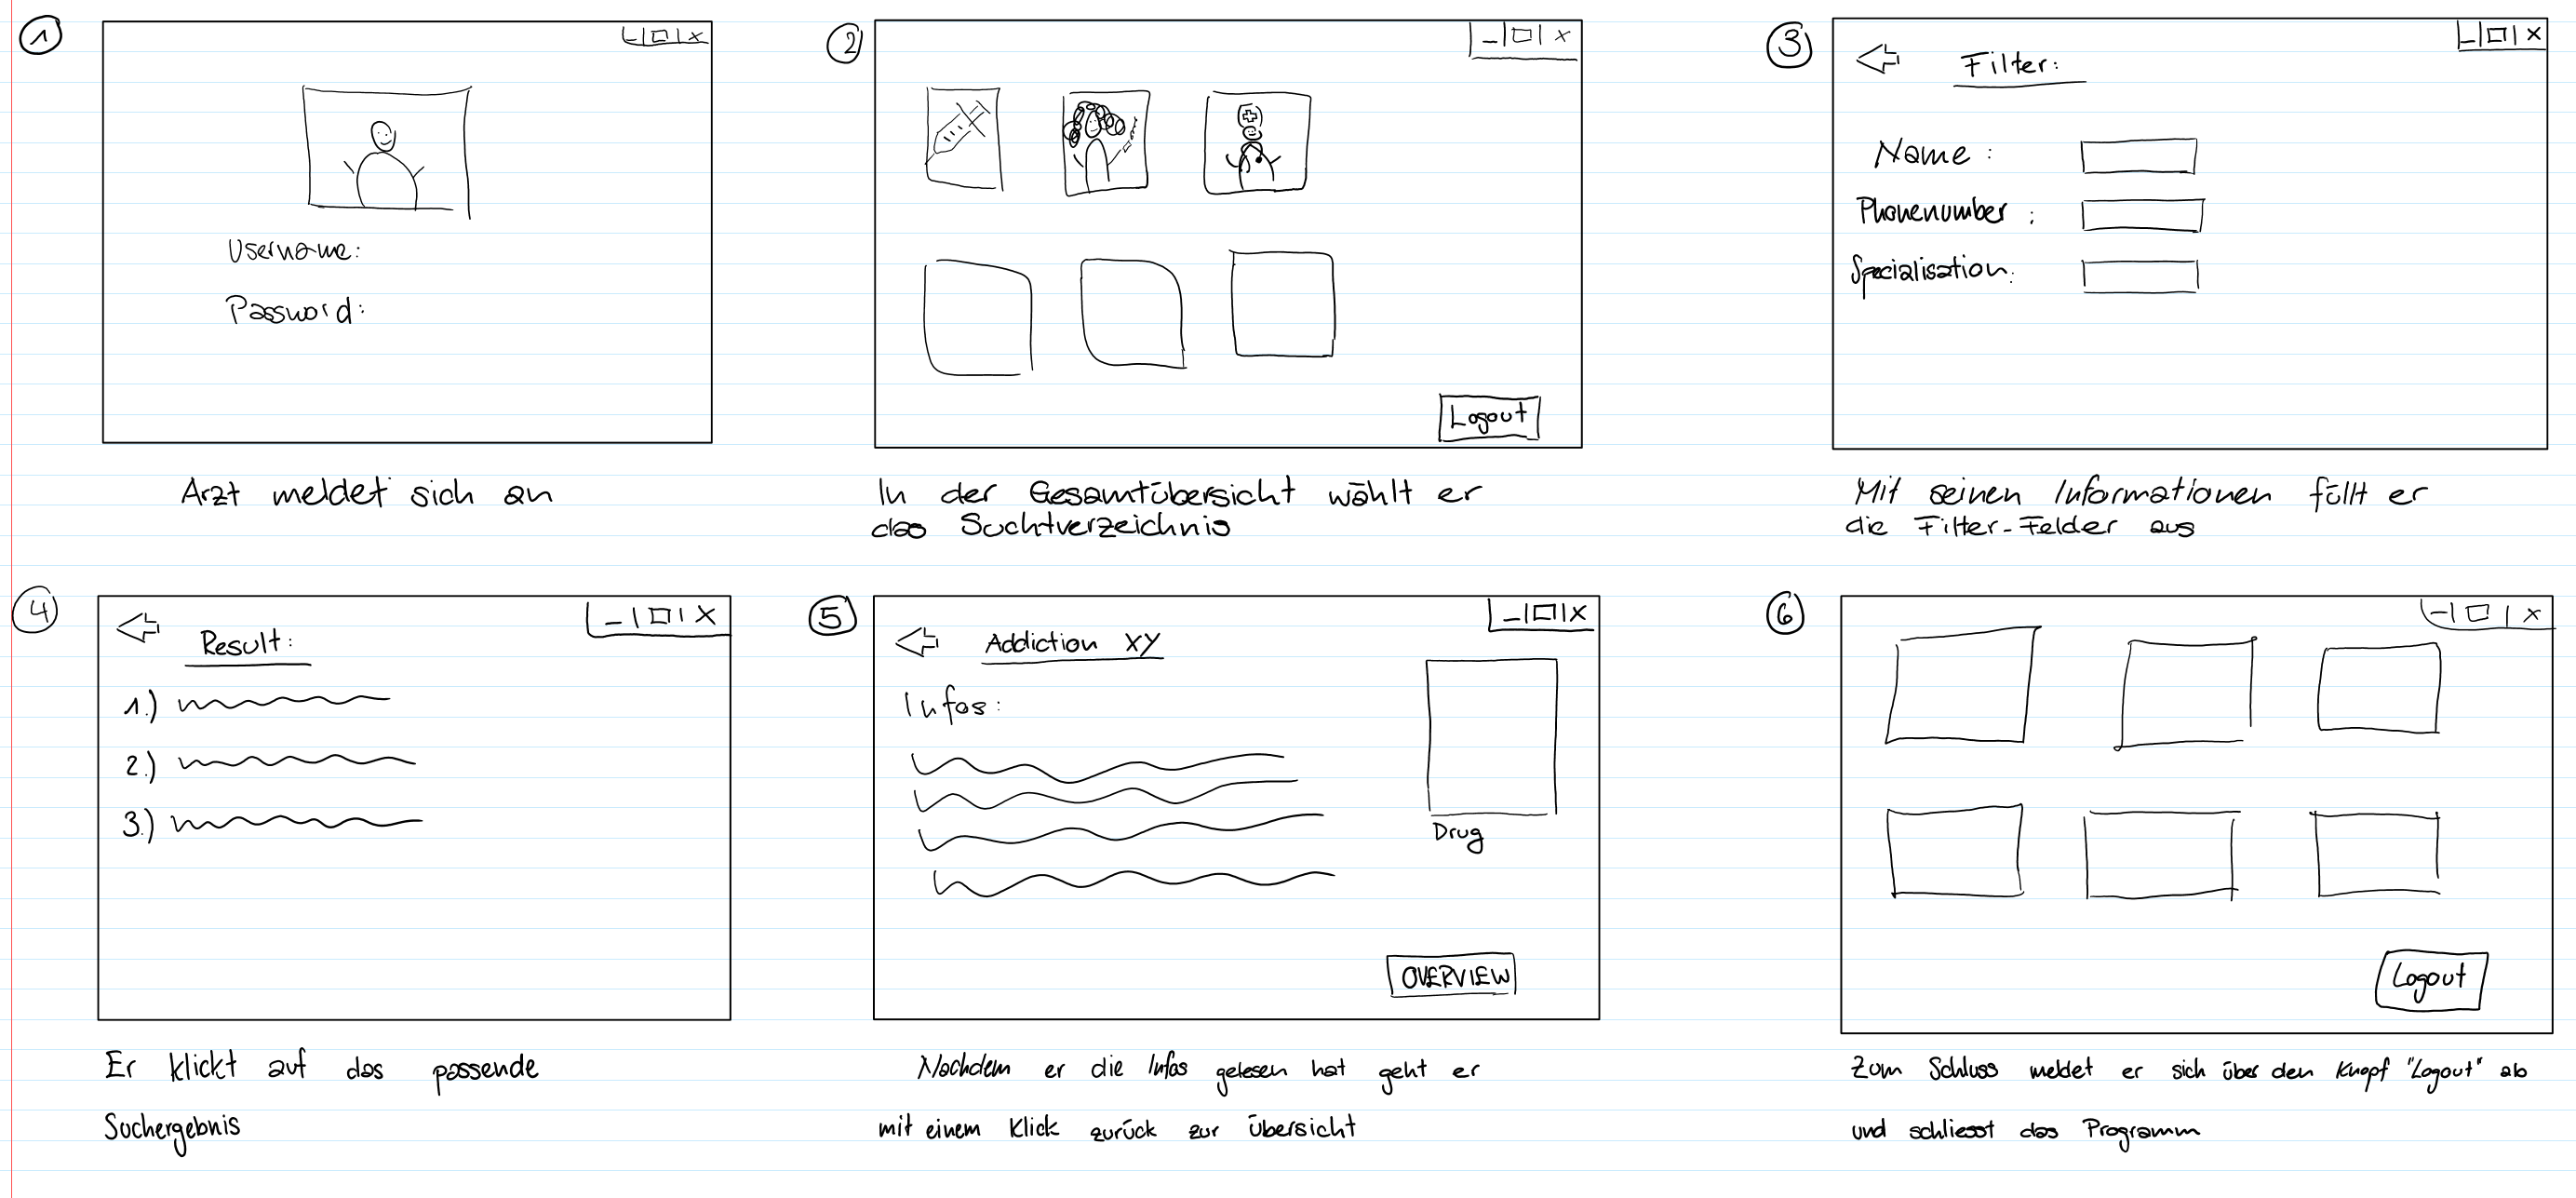 1
Username:
Password:
Arzt meldet sich an
2
Logout
In der Gesamtübersicht wählt er
das Suchtverzeichnis
3
Filter:
Name:
Phonenumber:
Specialisation:
Mit seinen Informationen füllt er
die Filter-Felder aus
4
Result:
1.)
2.)
3.)
Er klickt auf das passende
Suchergebnis
5
Addiction XY
Infos:
Drug
OVERVIEW
Nachdem er die Infos gelesen hat geht er
mit einem Klick zurück zur Übersicht
6
Logout
Zum Schluss meldet er sich über den Knopf "Logout" ab
und schliesst das Programm